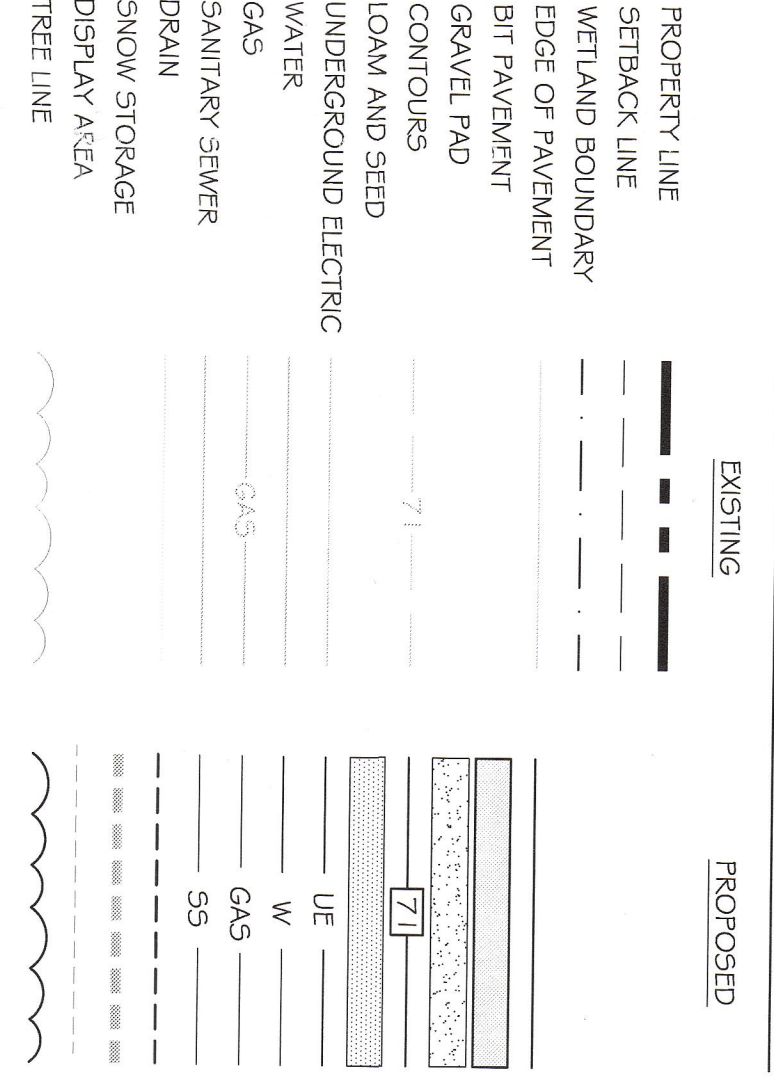 EXISTING PROPOSED
PROPERTY LINE
SETBACK LINE
WETLAND BOUNDARY
EDGE OF PAVEMENT
BIT PAVEMENT
GRAVEL PAD
CONTOURS 71 71
LOAM AND SEED
UNDERGROUND ELECTRIC UE
WATER W
GAS GAS GAS
SANITARY SEWER SS
DRAIN
SNOW STORAGE
DISPLAY AREA
TREE LINE